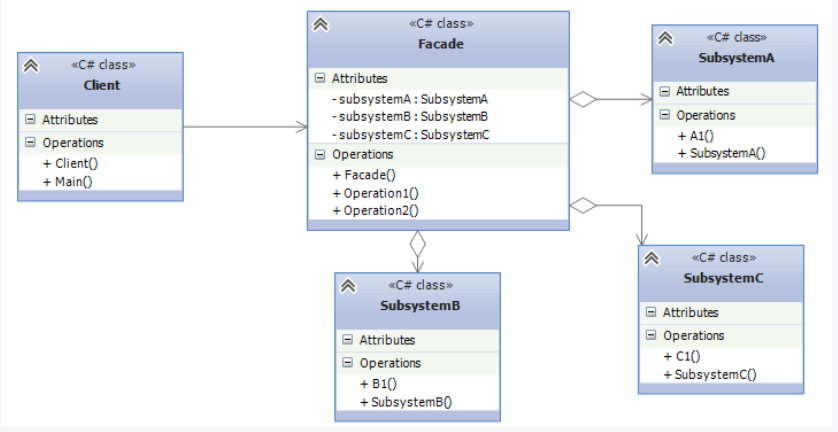 «C# class»
Client
Attributes
Operations
+ Client()
+ Main()
«C# class»
Facade
Attributes
- subsystemA : SubsystemA
- subsystemB : SubsystemB
- subsystemC : SubsystemC
Operations
+ Facade()
+ Operation1()
+ Operation2()
«C# class»
SubsystemA
Attributes
Operations
+ A1()
+ SubsystemA()
«C# class»
SubsystemB
Attributes
Operations
+ B1()
+ SubsystemB()
«C# class»
SubsystemC
Attributes
Operations
+ C1()
+ SubsystemC()